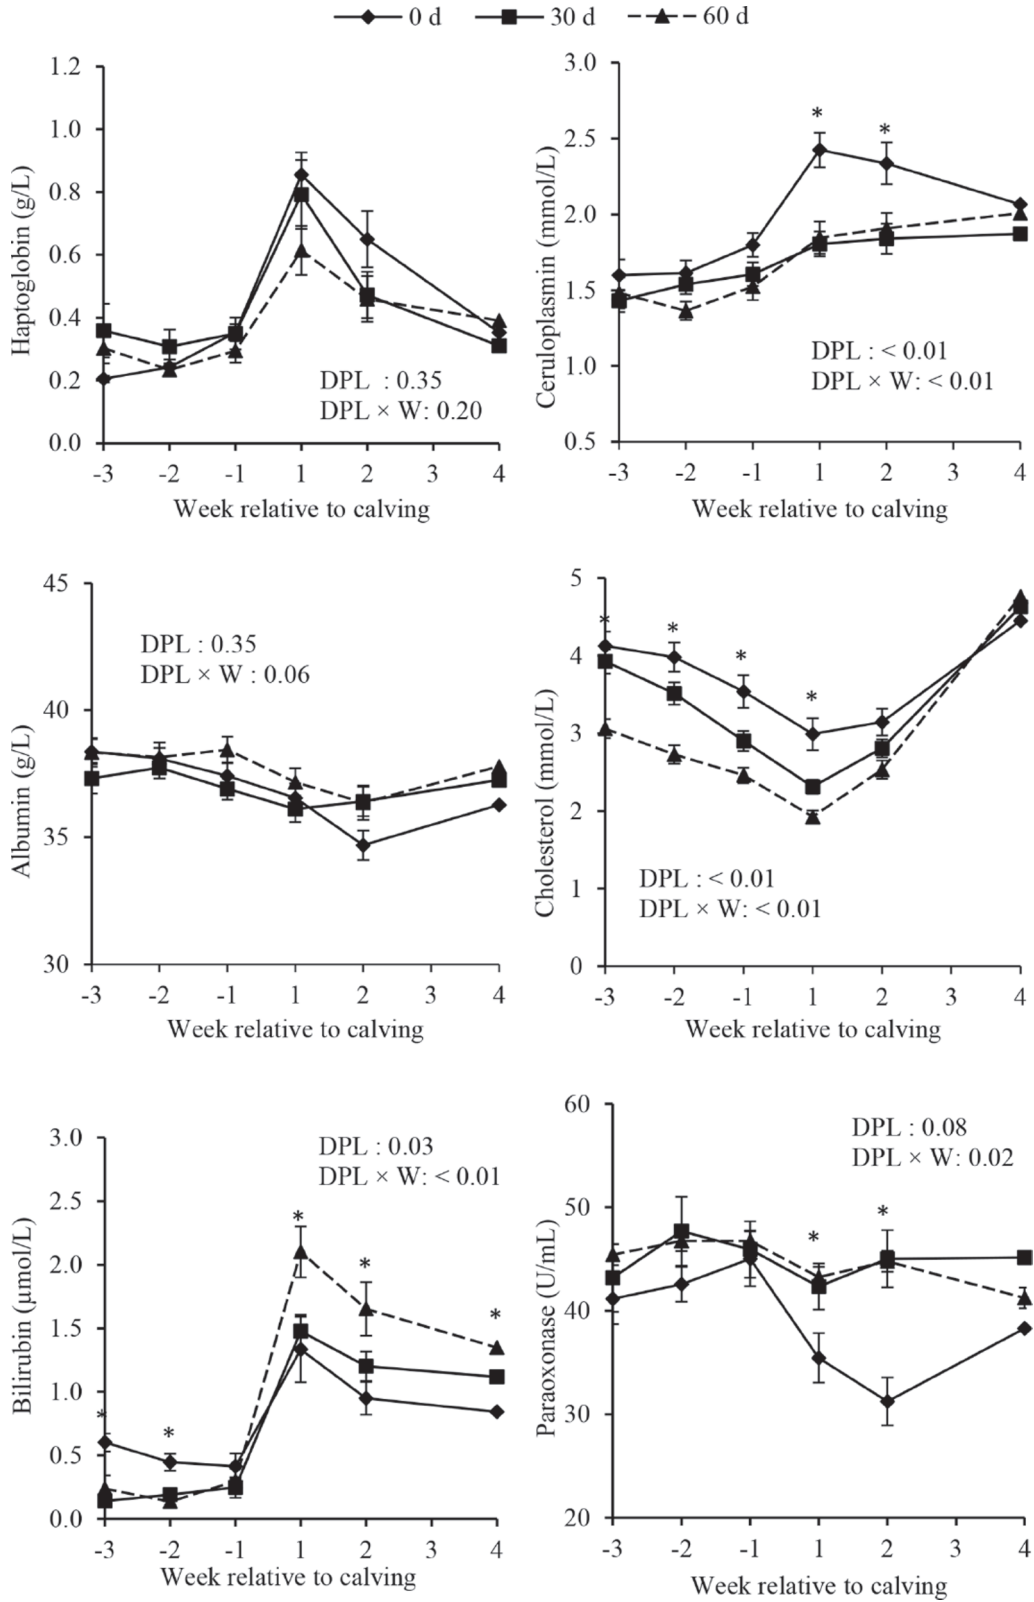 0 d 30 d 60 d
Haptoglobin (g/L)
1.2
1.0
0.8
0.6
0.4
0.2
0.0
DPL : 0.35
DPL × W: 0.20
-3 -2 -1 1 2 3 4
Week relative to calving
Ceruloplasmin (mmol/L)
3.0
2.5
2.0
1.5
1.0
0.5
* *
DPL : < 0.01
DPL × W: < 0.01
-3 -2 -1 1 2 3 4
Week relative to calving
Albumin (g/L)
45
40
35
30
DPL : 0.35
DPL × W : 0.06
-3 -2 -1 1 2 3 4
Week relative to calving
Cholesterol (mmol/L)
5
4
3
2
1
0
* * * *
DPL : < 0.01
DPL × W: < 0.01
-3 -2 -1 1 2 3 4
Week relative to calving
Bilirubin (µmol/L)
3.0
2.5
2.0
1.5
1.0
0.5
0.0
DPL : 0.03
DPL × W: < 0.01
* * * * *
-3 -2 -1 1 2 3 4
Week relative to calving
Paraoxonase (U/mL)
60
50
40
30
20
DPL : 0.08
DPL × W: 0.02
* *
-3 -2 -1 1 2 3 4
Week relative to calving